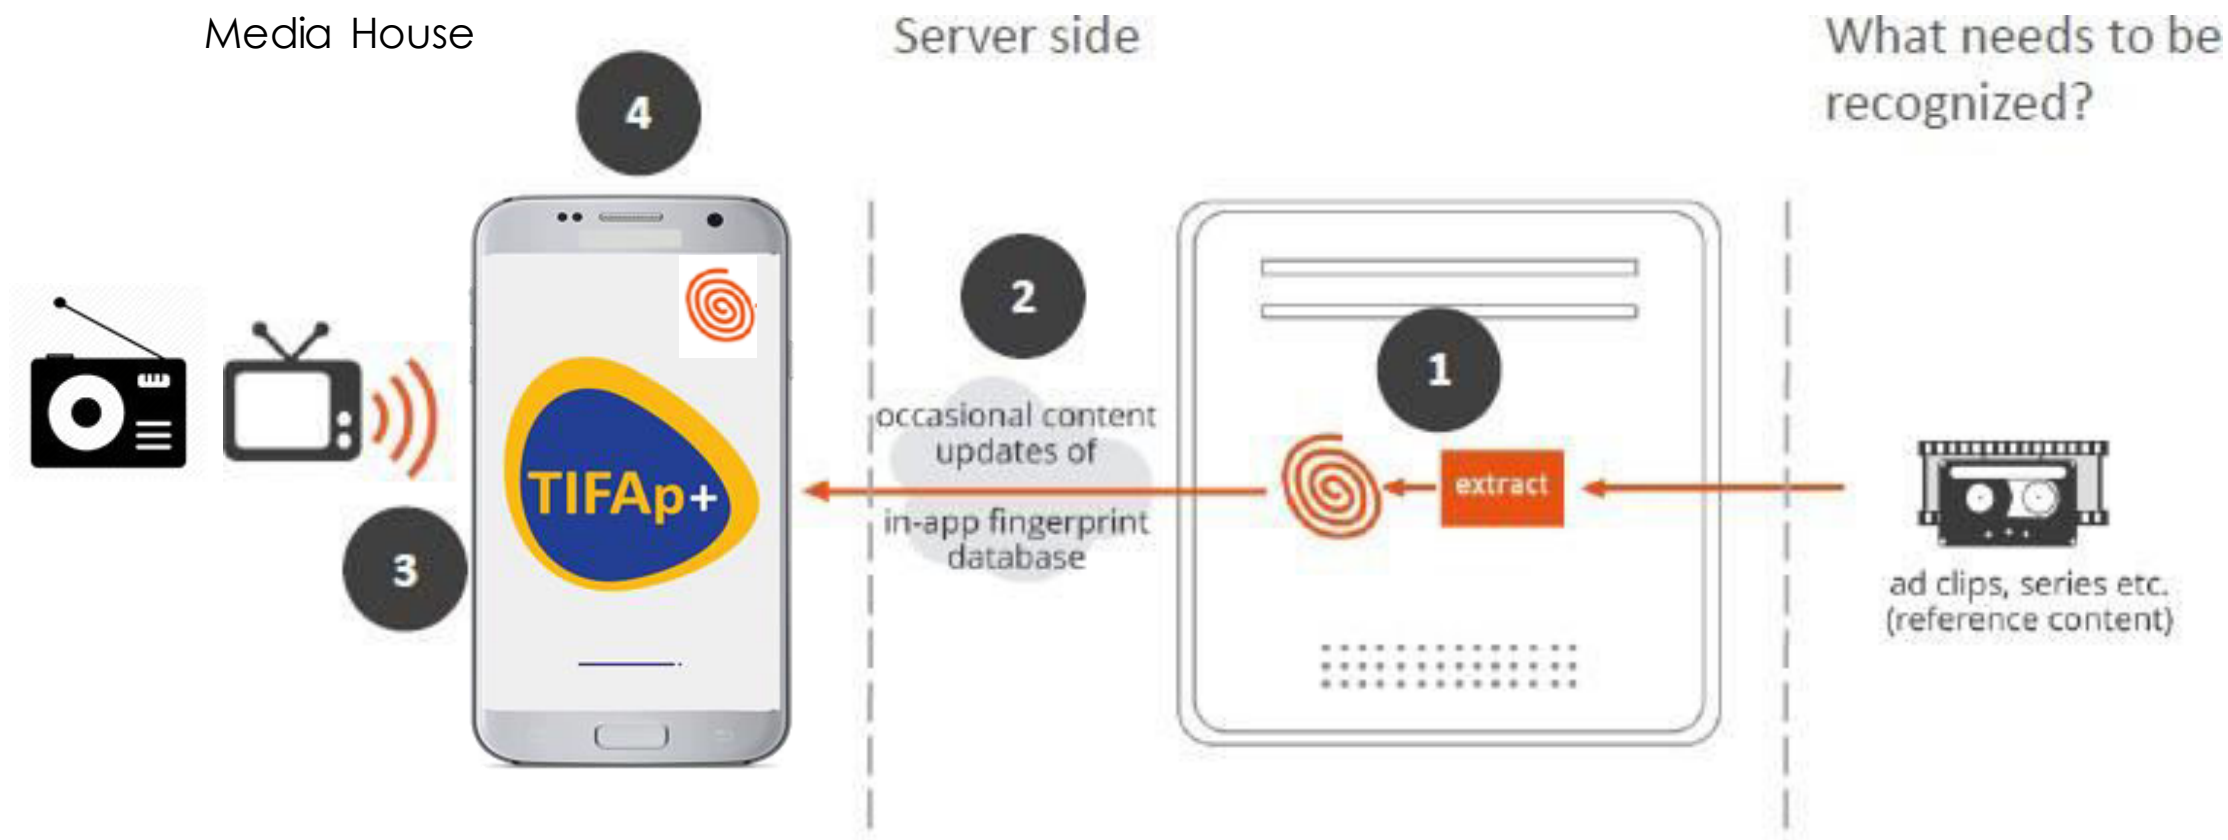 Media House
Server side
What needs to be
recognized?
4
2
1
occasional content
updates of
in-app fingerprint
database
extract
TIFAp+
3
ad clips, series etc.
(reference content)